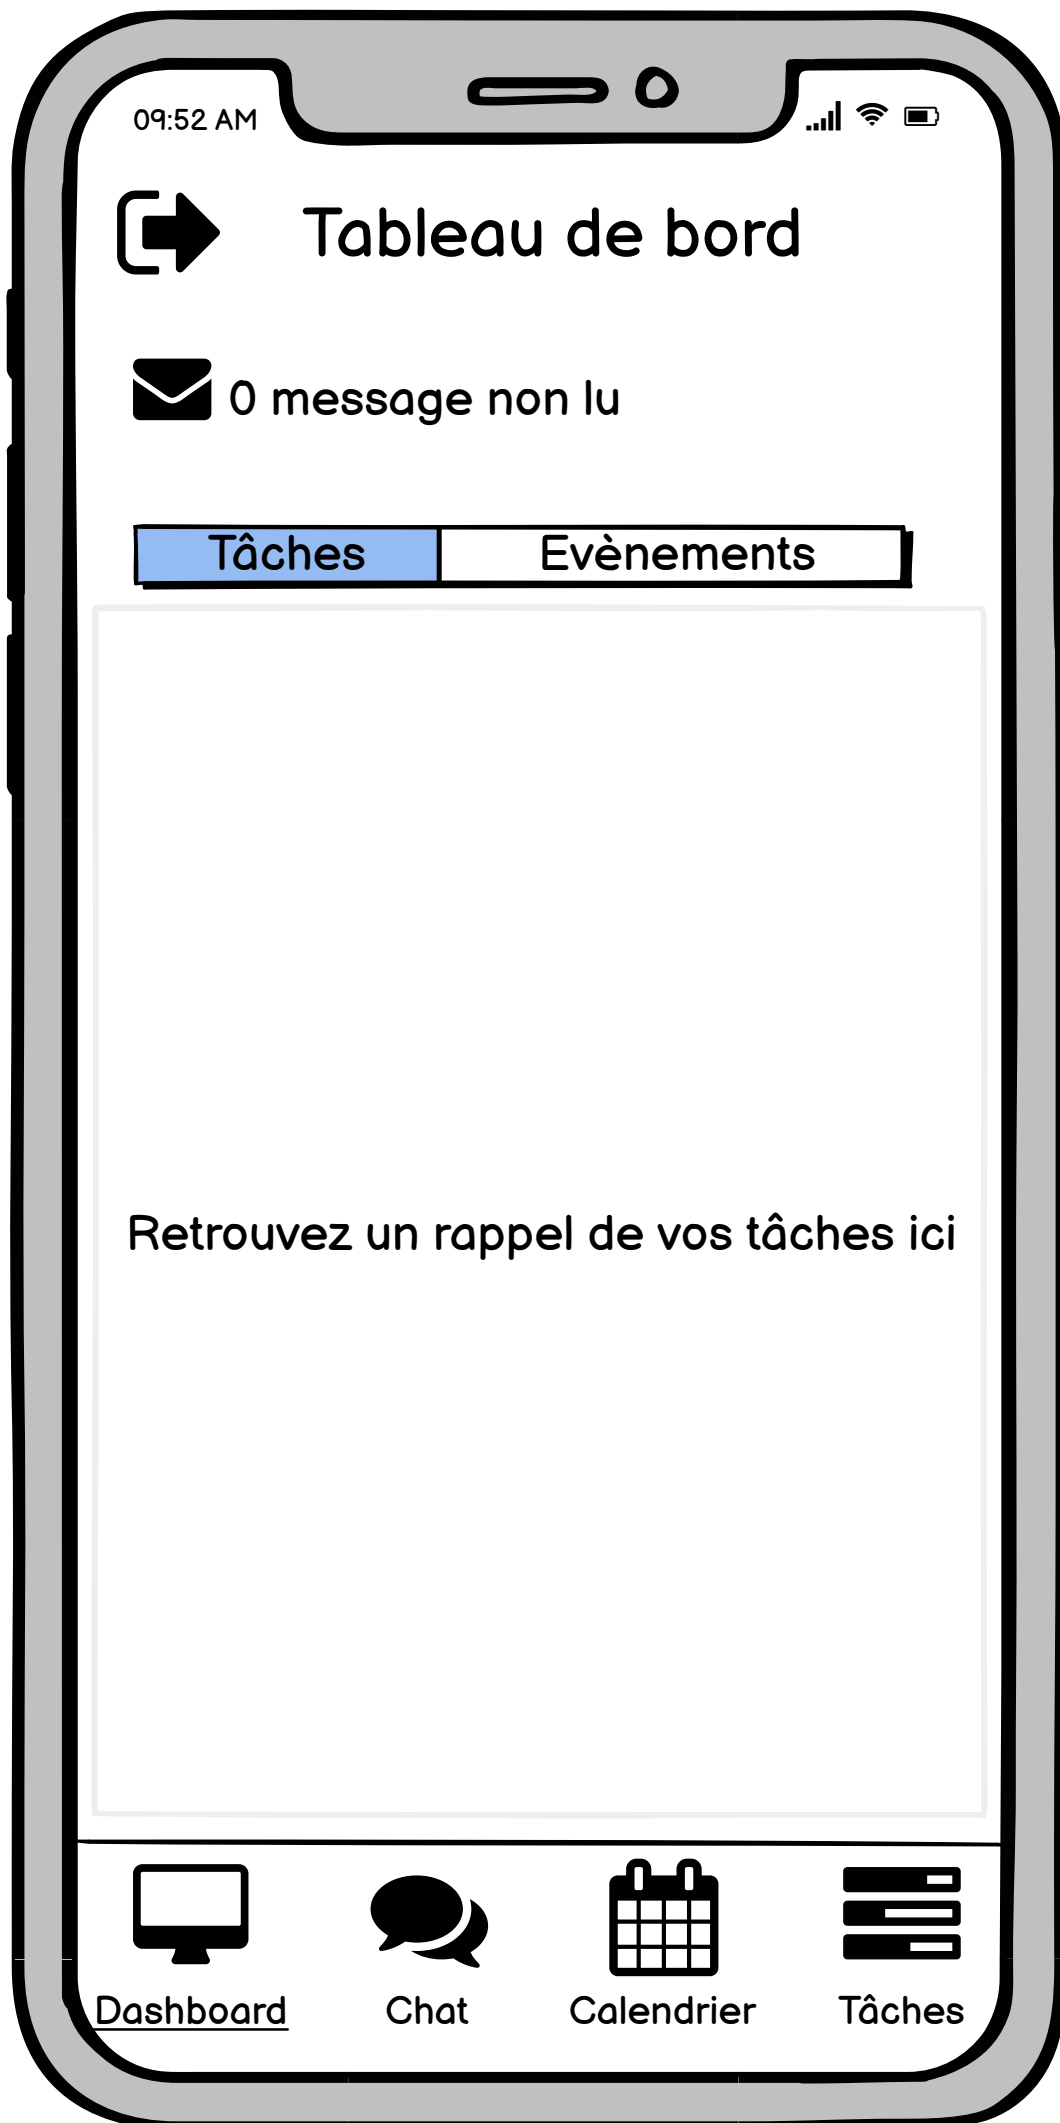 09:52 AM
Tableau de bord
0 message non lu
Tâches Evènements
Retrouvez un rappel de vos tâches ici
Dashboard Chat Calendrier Tâches